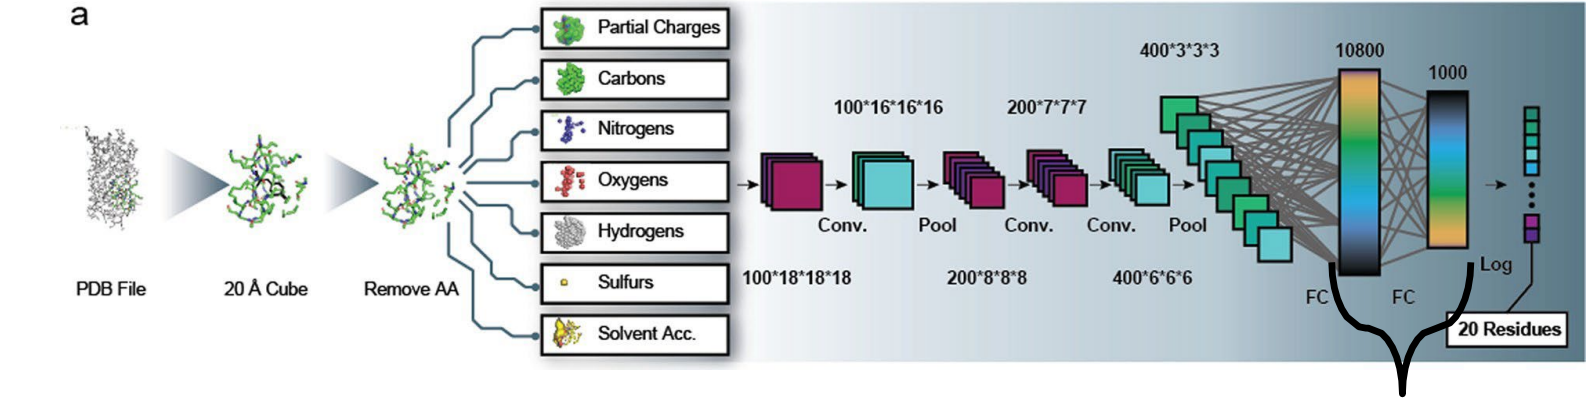 a
PDB File
20 Å Cube
Remove AA
Partial Charges
Carbons
Nitrogens
Oxygens
Hydrogens
Sulfurs
Solvent Acc.
100*18*18*18
Conv.
100*16*16*16
Pool
200*8*8*8
Conv.
200*7*7*7
Conv.
400*6*6*6
Pool
400*3*3*3
FC
10800
FC
1000
Log
20 Residues